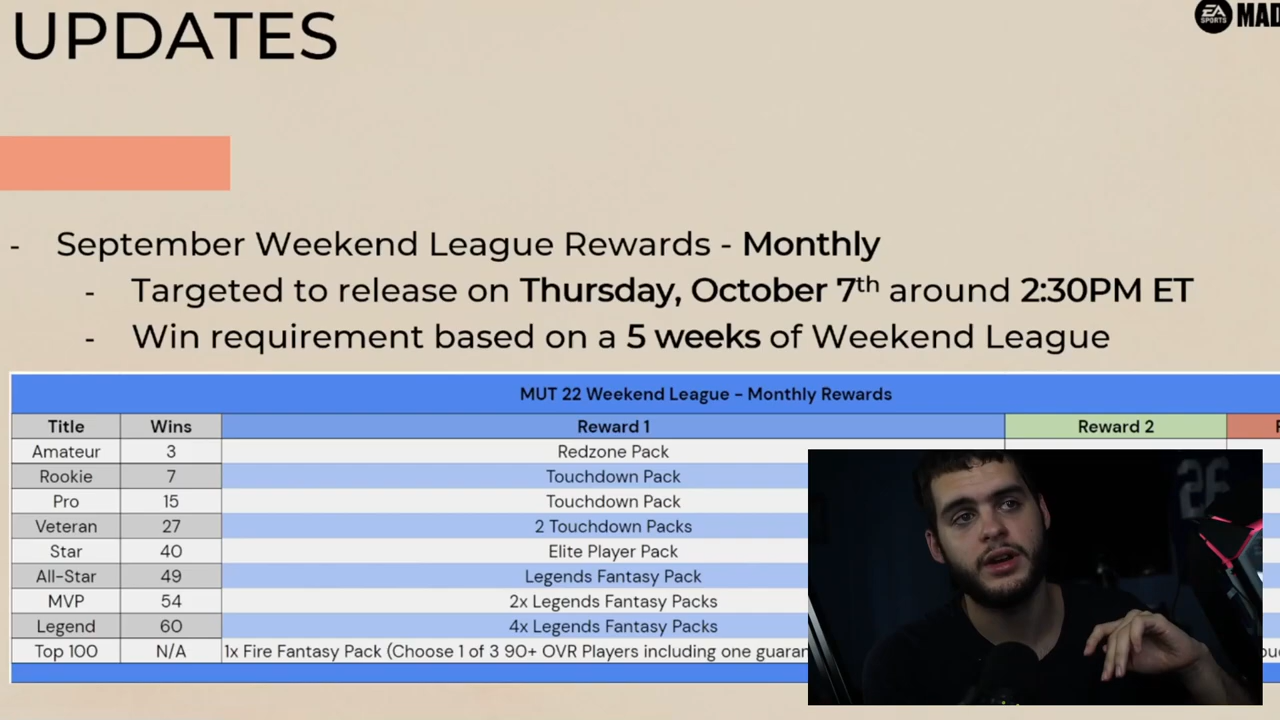 UPDATES
EA SPORTS MAD
- September Weekend League Rewards - Monthly
- Targeted to release on Thursday, October 7th around 2:30PM ET
- Win requirement based on a 5 weeks of Weekend League
MUT 22 Weekend League - Monthly Rewards
Title Wins Reward 1 Reward 2
Amateur 3 Redzone Pack
Rookie 7 Touchdown Pack
Pro 15 Touchdown Pack
Veteran 27 2 Touchdown Packs
Star 40 Elite Player Pack
All-Star 49 Legends Fantasy Pack
MVP 54 2x Legends Fantasy Packs
Legend 60 4x Legends Fantasy Packs
Top 100 N/A 1x Fire Fantasy Pack (Choose 1 of 3 90+ OVR Players including one guaran
26